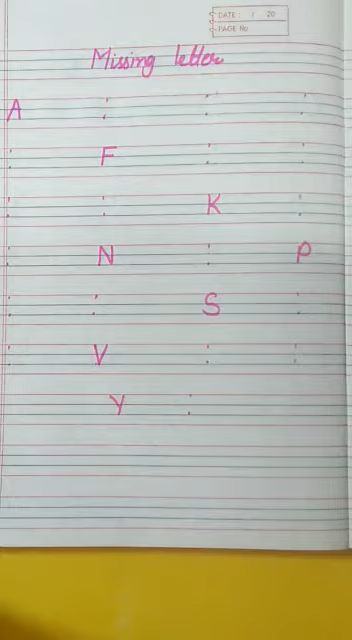 DATE: / 20
PAGE No
Missing letter
A
F
K
N P
S
V
Y